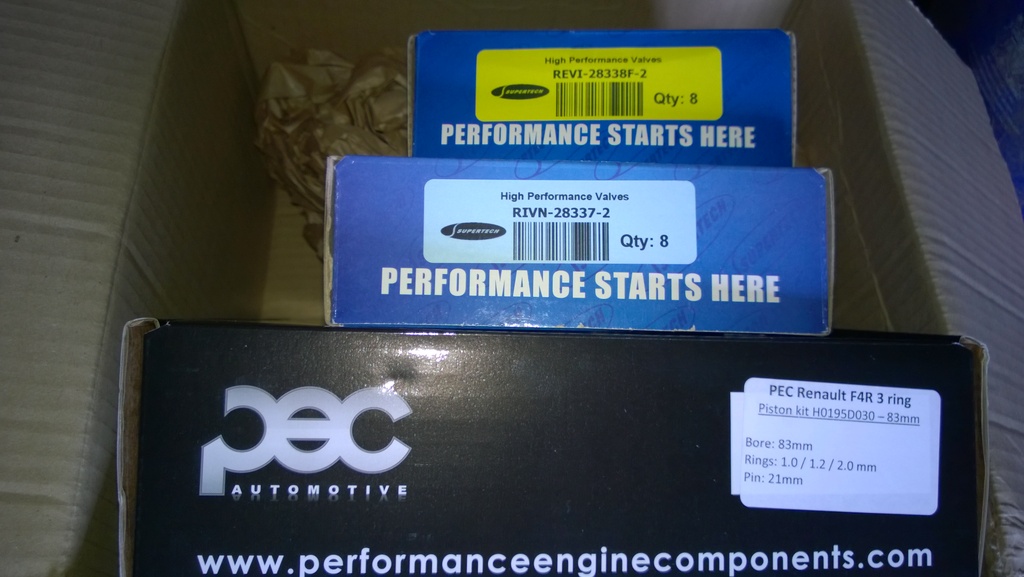 High Performance Valves
REVI-28338F-2
SUPERTECH
Qty: 8
PERFORMANCE STARTS HERE
High Performance Valves
RIVN-28337-2
SUPERTECH
Qty: 8
PERFORMANCE STARTS HERE
pec
AUTOMOTIVE
PEC Renault F4R 3 ring
Piston kit H0195D030 – 83mm
Bore: 83mm
Rings: 1.0 / 1.2 / 2.0 mm
Pin: 21mm
www.performanceenginecomponents.com